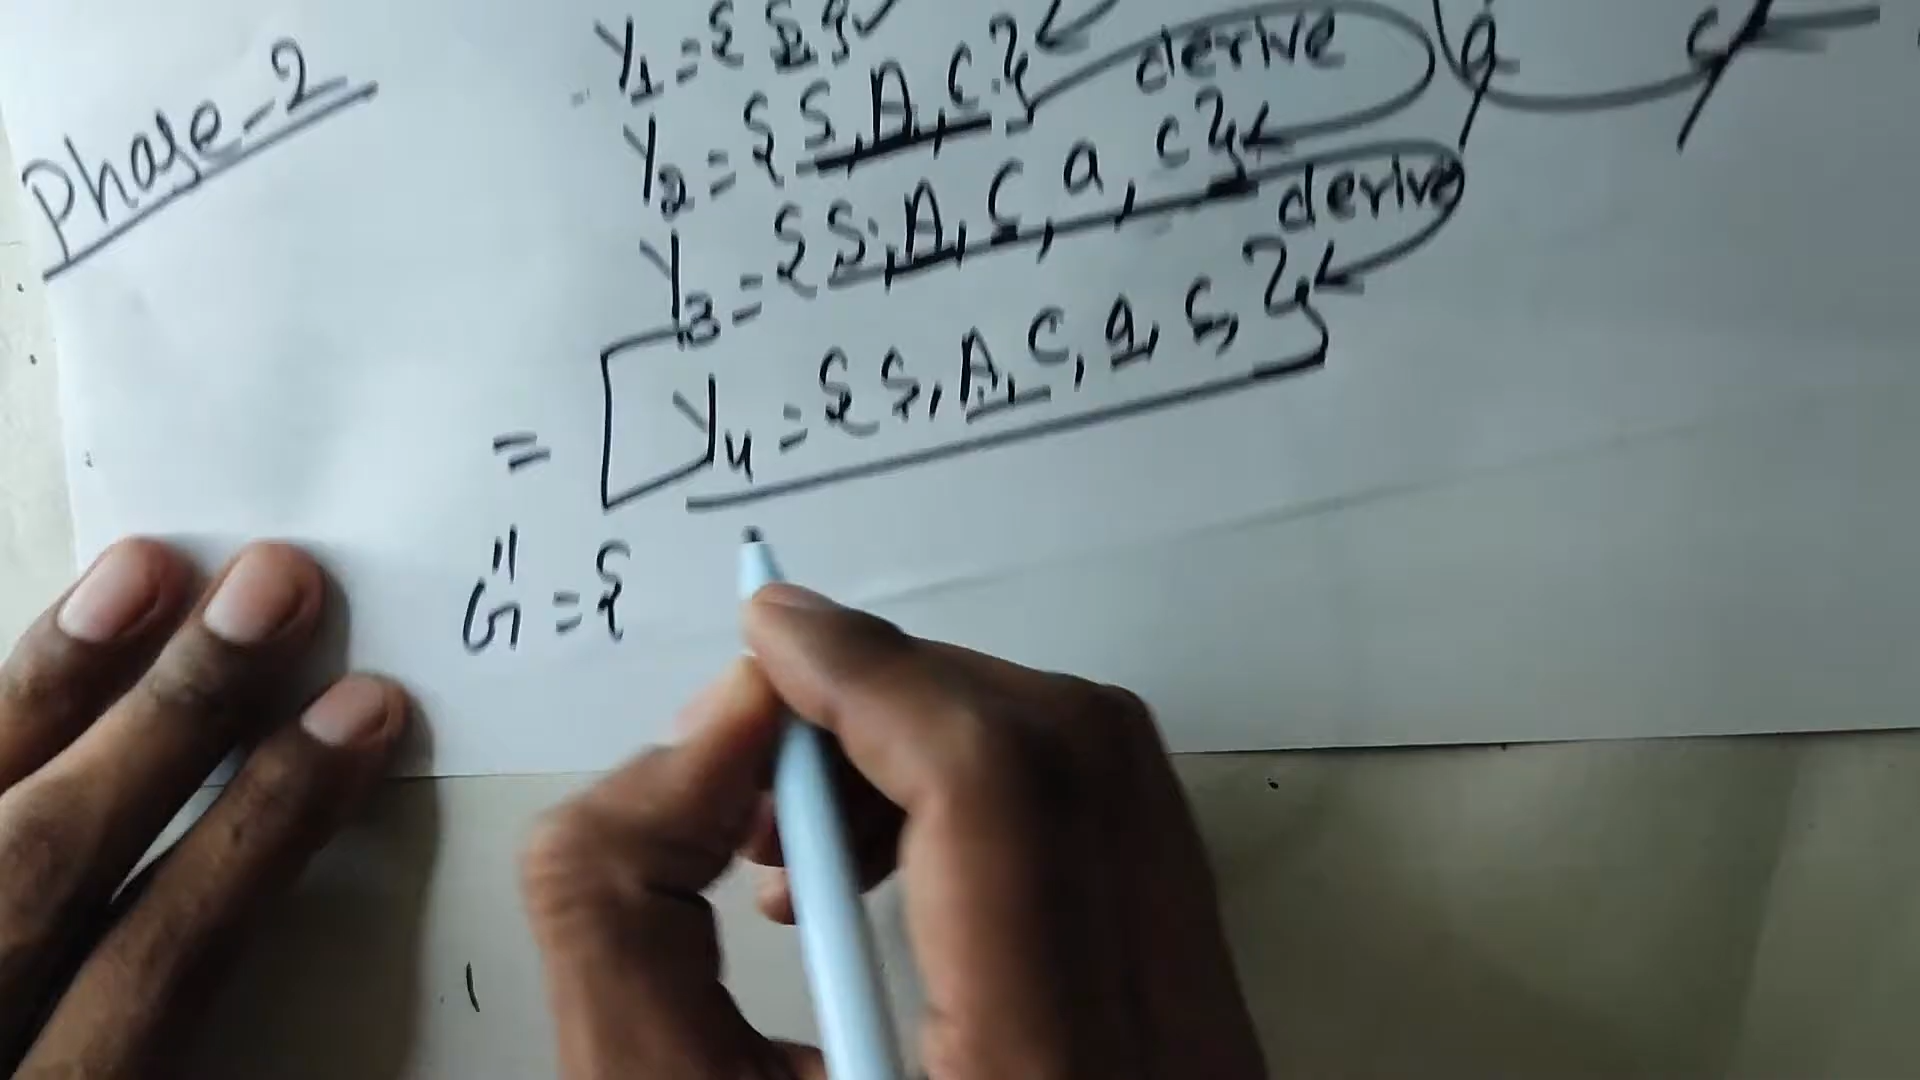 Phase-2
Y1 = { S }
Y2 = { S, A, C }
derive
a c
Y3 = { S, A, C, a, c }
derive
= Y4 = { S, A, C, a, c, }
G" = {